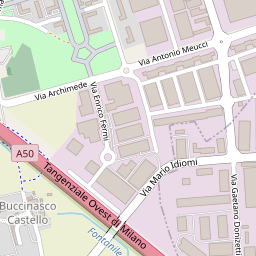 Via Antonio Meucci
Via Archimede
Via Enrico Fermi
A50
Tangenziale Ovest di Milano
Via Mario Idiomi
Via Gaetano Donizetti
Buccinasco
Castello
Fontanile